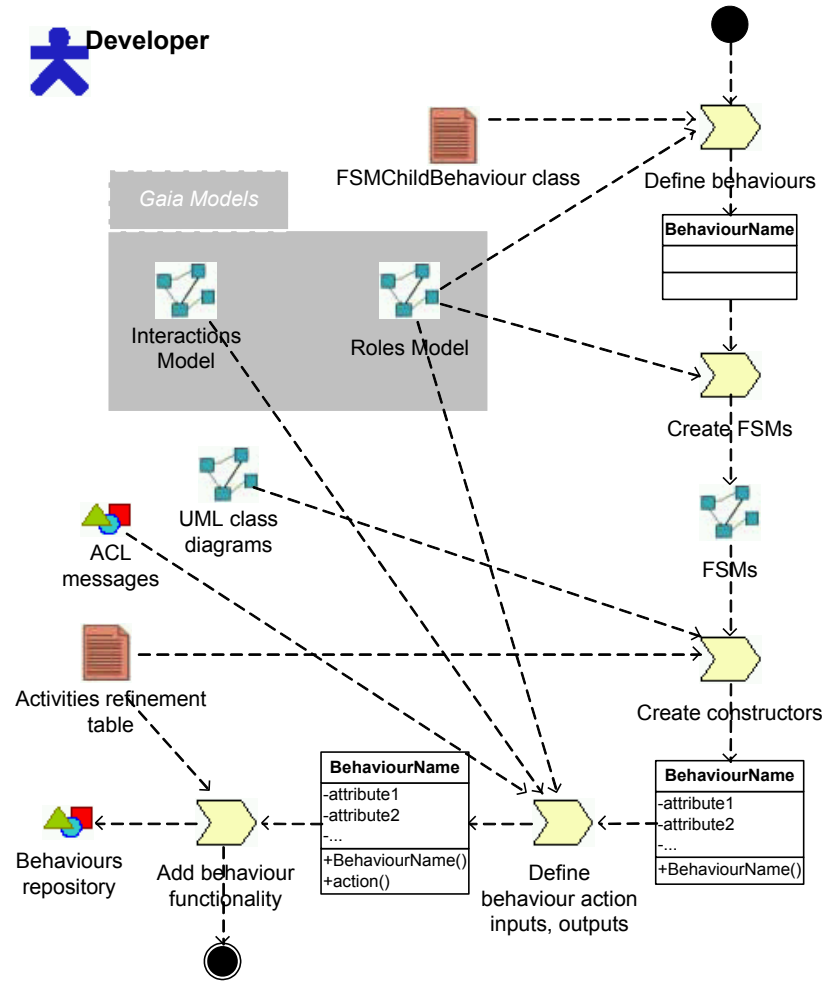 Developer
FSMChildBehaviour class
Define behaviours
Gaia Models
BehaviourName
Interactions
Model
Roles Model
Create FSMs
UML class
diagrams
ACL
messages
FSMs
Activities refinement
table
Create constructors
BehaviourName
-attribute1
-attribute2
-...
+BehaviourName()
+action()
BehaviourName
-attribute1
-attribute2
-...
+BehaviourName()
Behaviours
repository
Add behaviour
functionality
Define
behaviour action
inputs, outputs